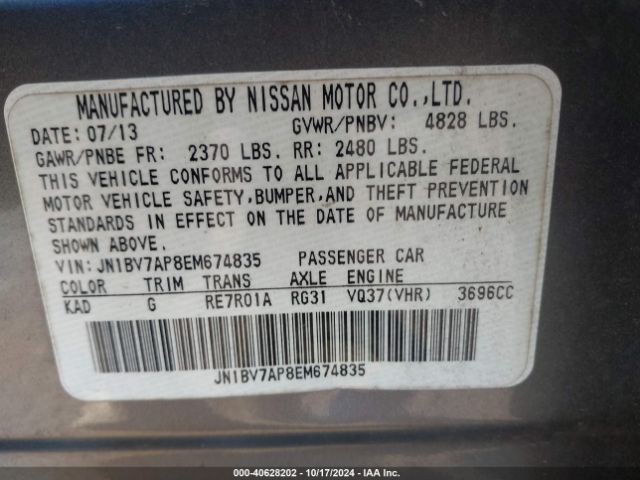 MANUFACTURED BY NISSAN MOTOR CO.,LTD.
DATE: 07/13 GVWR/PNBV: 4828 LBS.
GAWR/PNBE FR: 2370 LBS. RR: 2480 LBS.
THIS VEHICLE CONFORMS TO ALL APPLICABLE FEDERAL
MOTOR VEHICLE SAFETY,BUMPER,AND THEFT PREVENTION
STANDARDS IN EFFECT ON THE DATE OF MANUFACTURE
SHOWN ABOVE.
VIN: JN1BV7AP8EM674835 PASSENGER CAR
COLOR TRIM TRANS AXLE ENGINE
KAD G RE7R01A RG31 VQ37(VHR) 3696CC
JN1BV7AP8EM674835
000-40628202 | 10/17/2024 | IAA Inc.